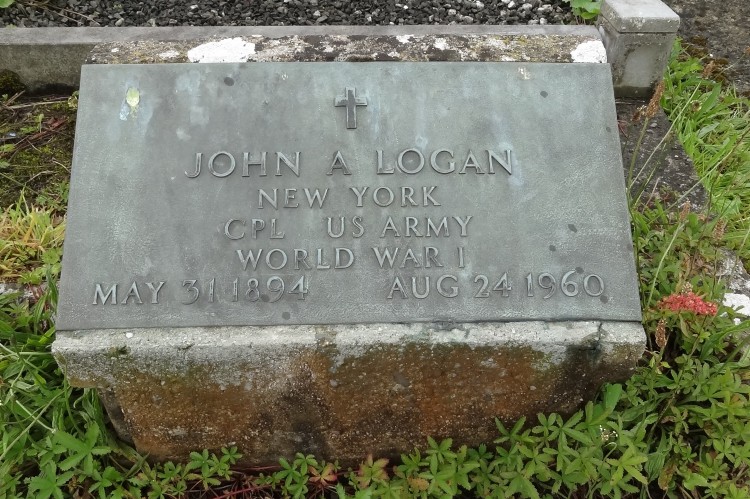 JOHN A LOGAN
NEW YORK
CPL US ARMY
WORLD WAR I
MAY 31 1894 AUG 24 1960